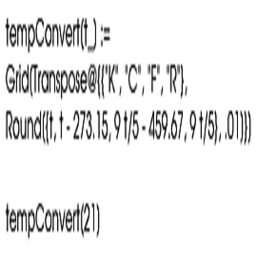 tempConvert(t_) :=
Grid(Transpose@{{"K", "C", "F", "R"},
Round({t, t - 273.15, 9 t/5 - 459.67, 9 t/5}, .01)})
tempConvert(21)